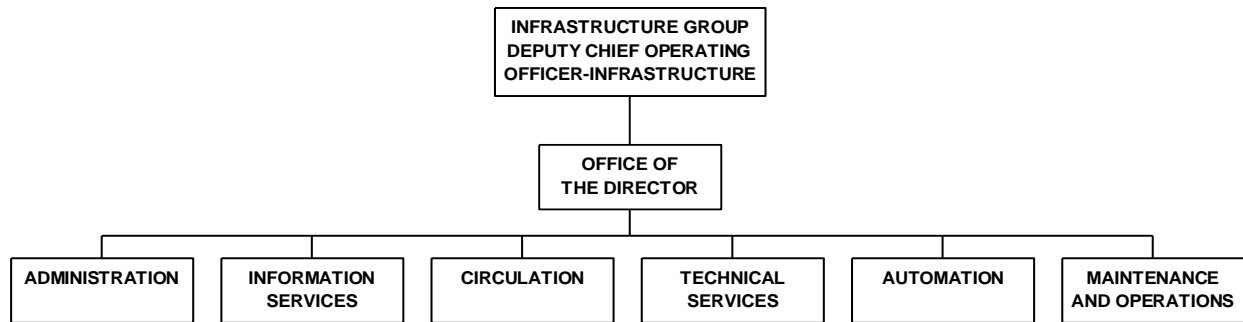 INFRASTRUCTURE GROUP
DEPUTY CHIEF OPERATING
OFFICER-INFRASTRUCTURE
OFFICE OF
THE DIRECTOR
ADMINISTRATION
INFORMATION
SERVICES
CIRCULATION
TECHNICAL
SERVICES
AUTOMATION
MAINTENANCE
AND OPERATIONS